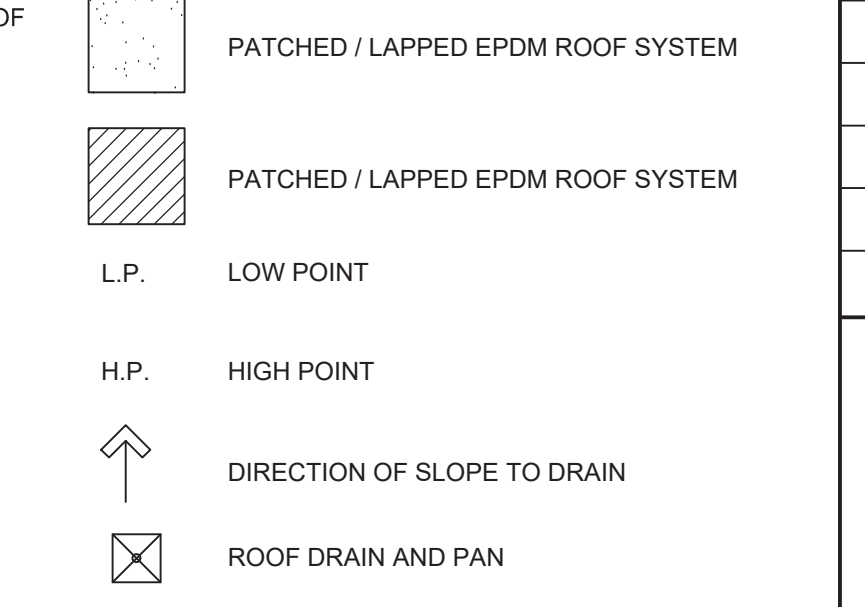 OF
PATCHED / LAPPED EPDM ROOF SYSTEM
PATCHED / LAPPED EPDM ROOF SYSTEM
L.P. LOW POINT
H.P. HIGH POINT
DIRECTION OF SLOPE TO DRAIN
ROOF DRAIN AND PAN